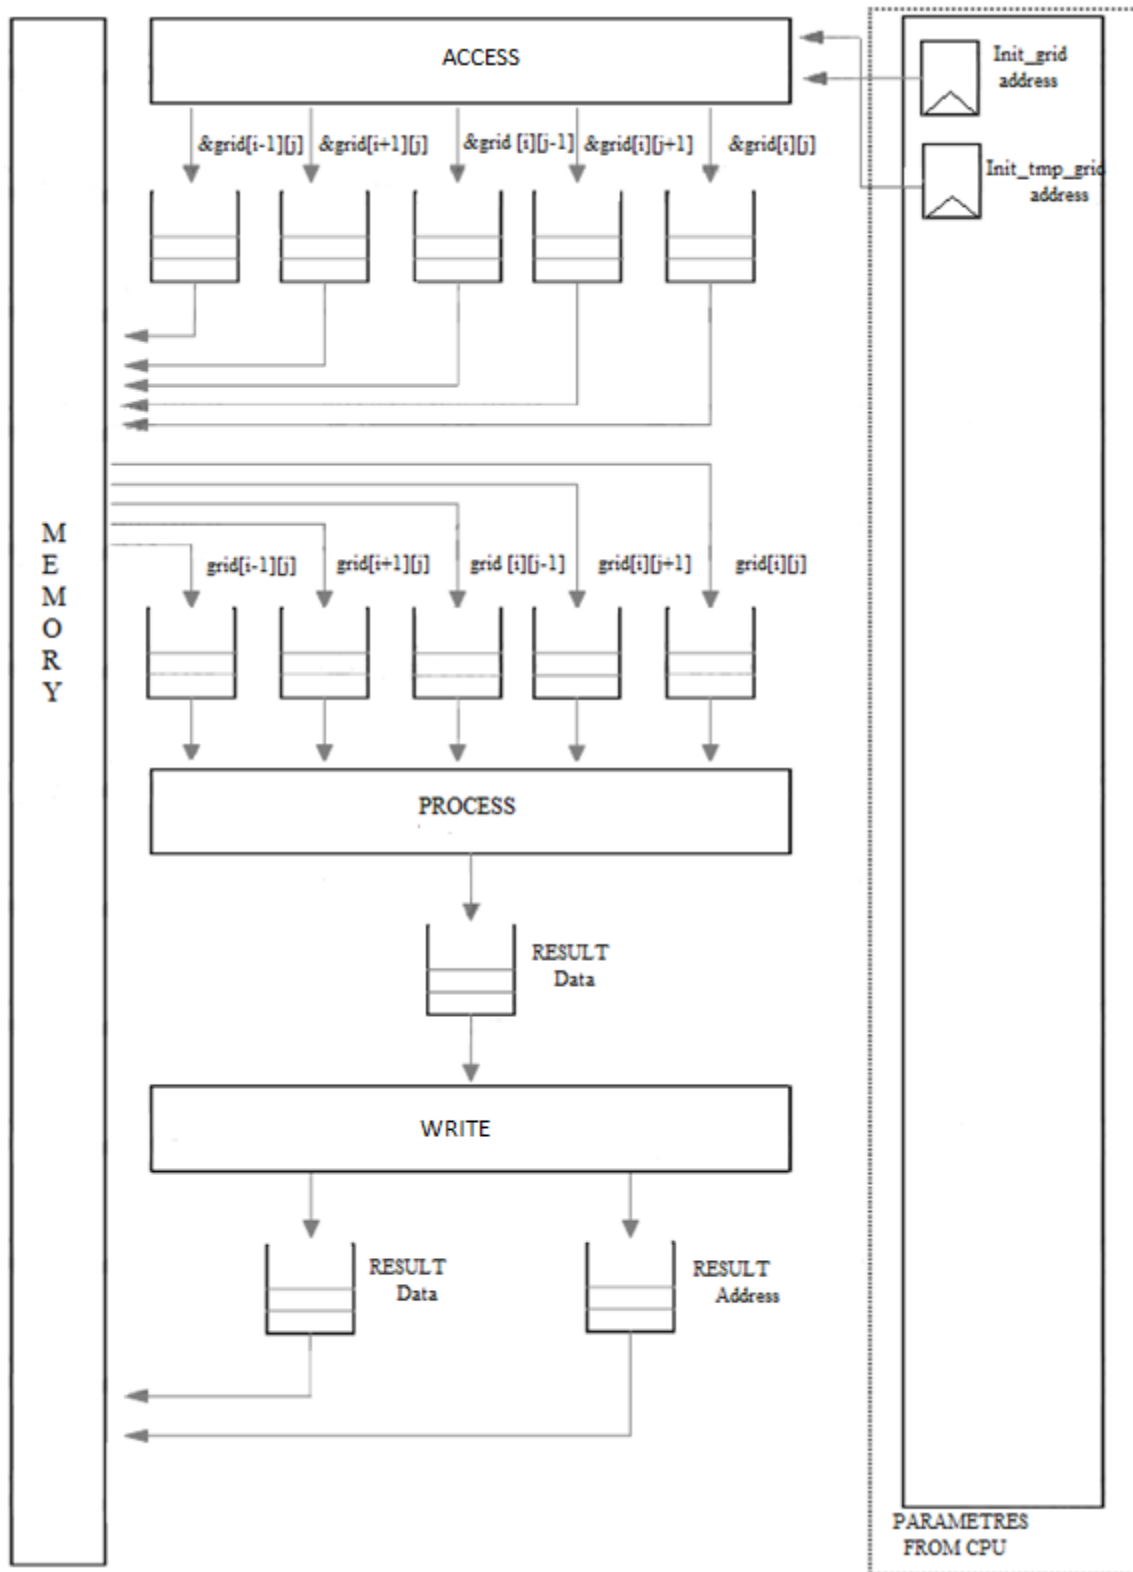 ACCESS
Init_grid
address
&grid[i-1][j] &grid[i+1][j] &grid [i][j-1] &grid[i][j+1] &grid[i][j]
Init_tmp_grid
address
M
E
M
O
R
Y
grid[i-1][j] grid[i+1][j] grid [i][j-1] grid[i][j+1] grid[i][j]
PROCESS
RESULT
Data
WRITE
RESULT
Data
RESULT
Address
PARAMETRES
FROM CPU